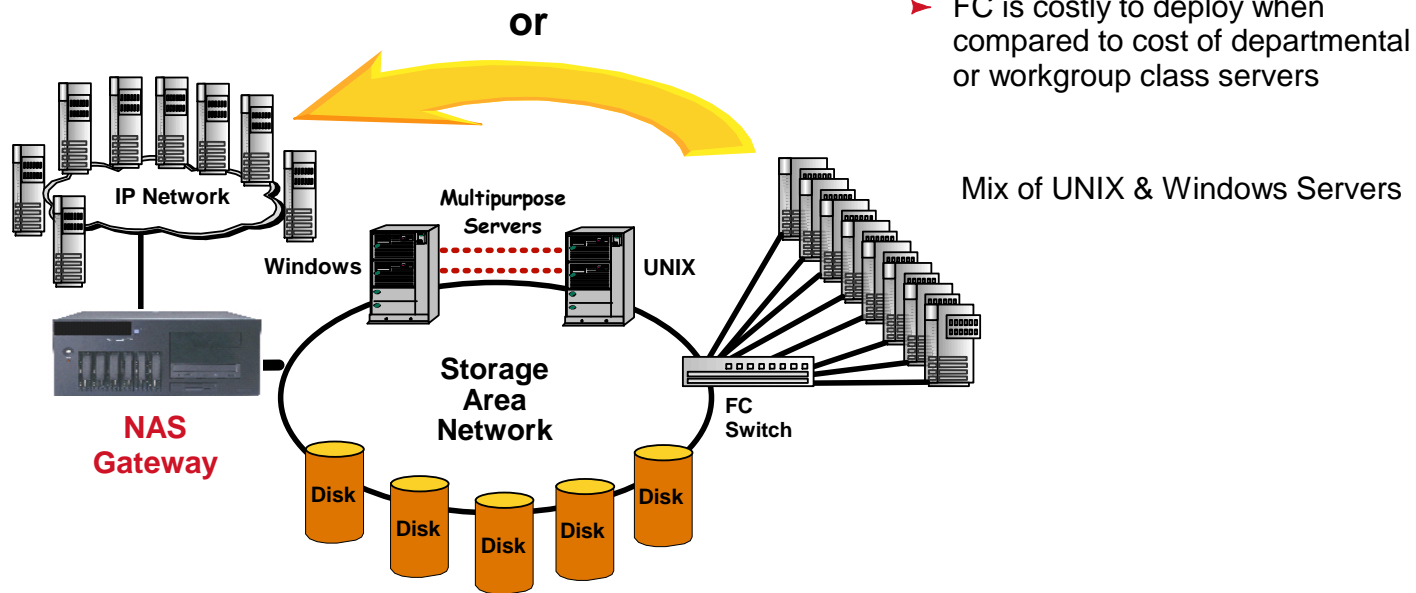 or
FC is costly to deploy when
compared to cost of departmental
or workgroup class servers
Mix of UNIX & Windows Servers
IP Network
Multipurpose
Servers
Windows
UNIX
Storage
Area
Network
FC
Switch
NAS
Gateway
Disk
Disk
Disk
Disk
Disk